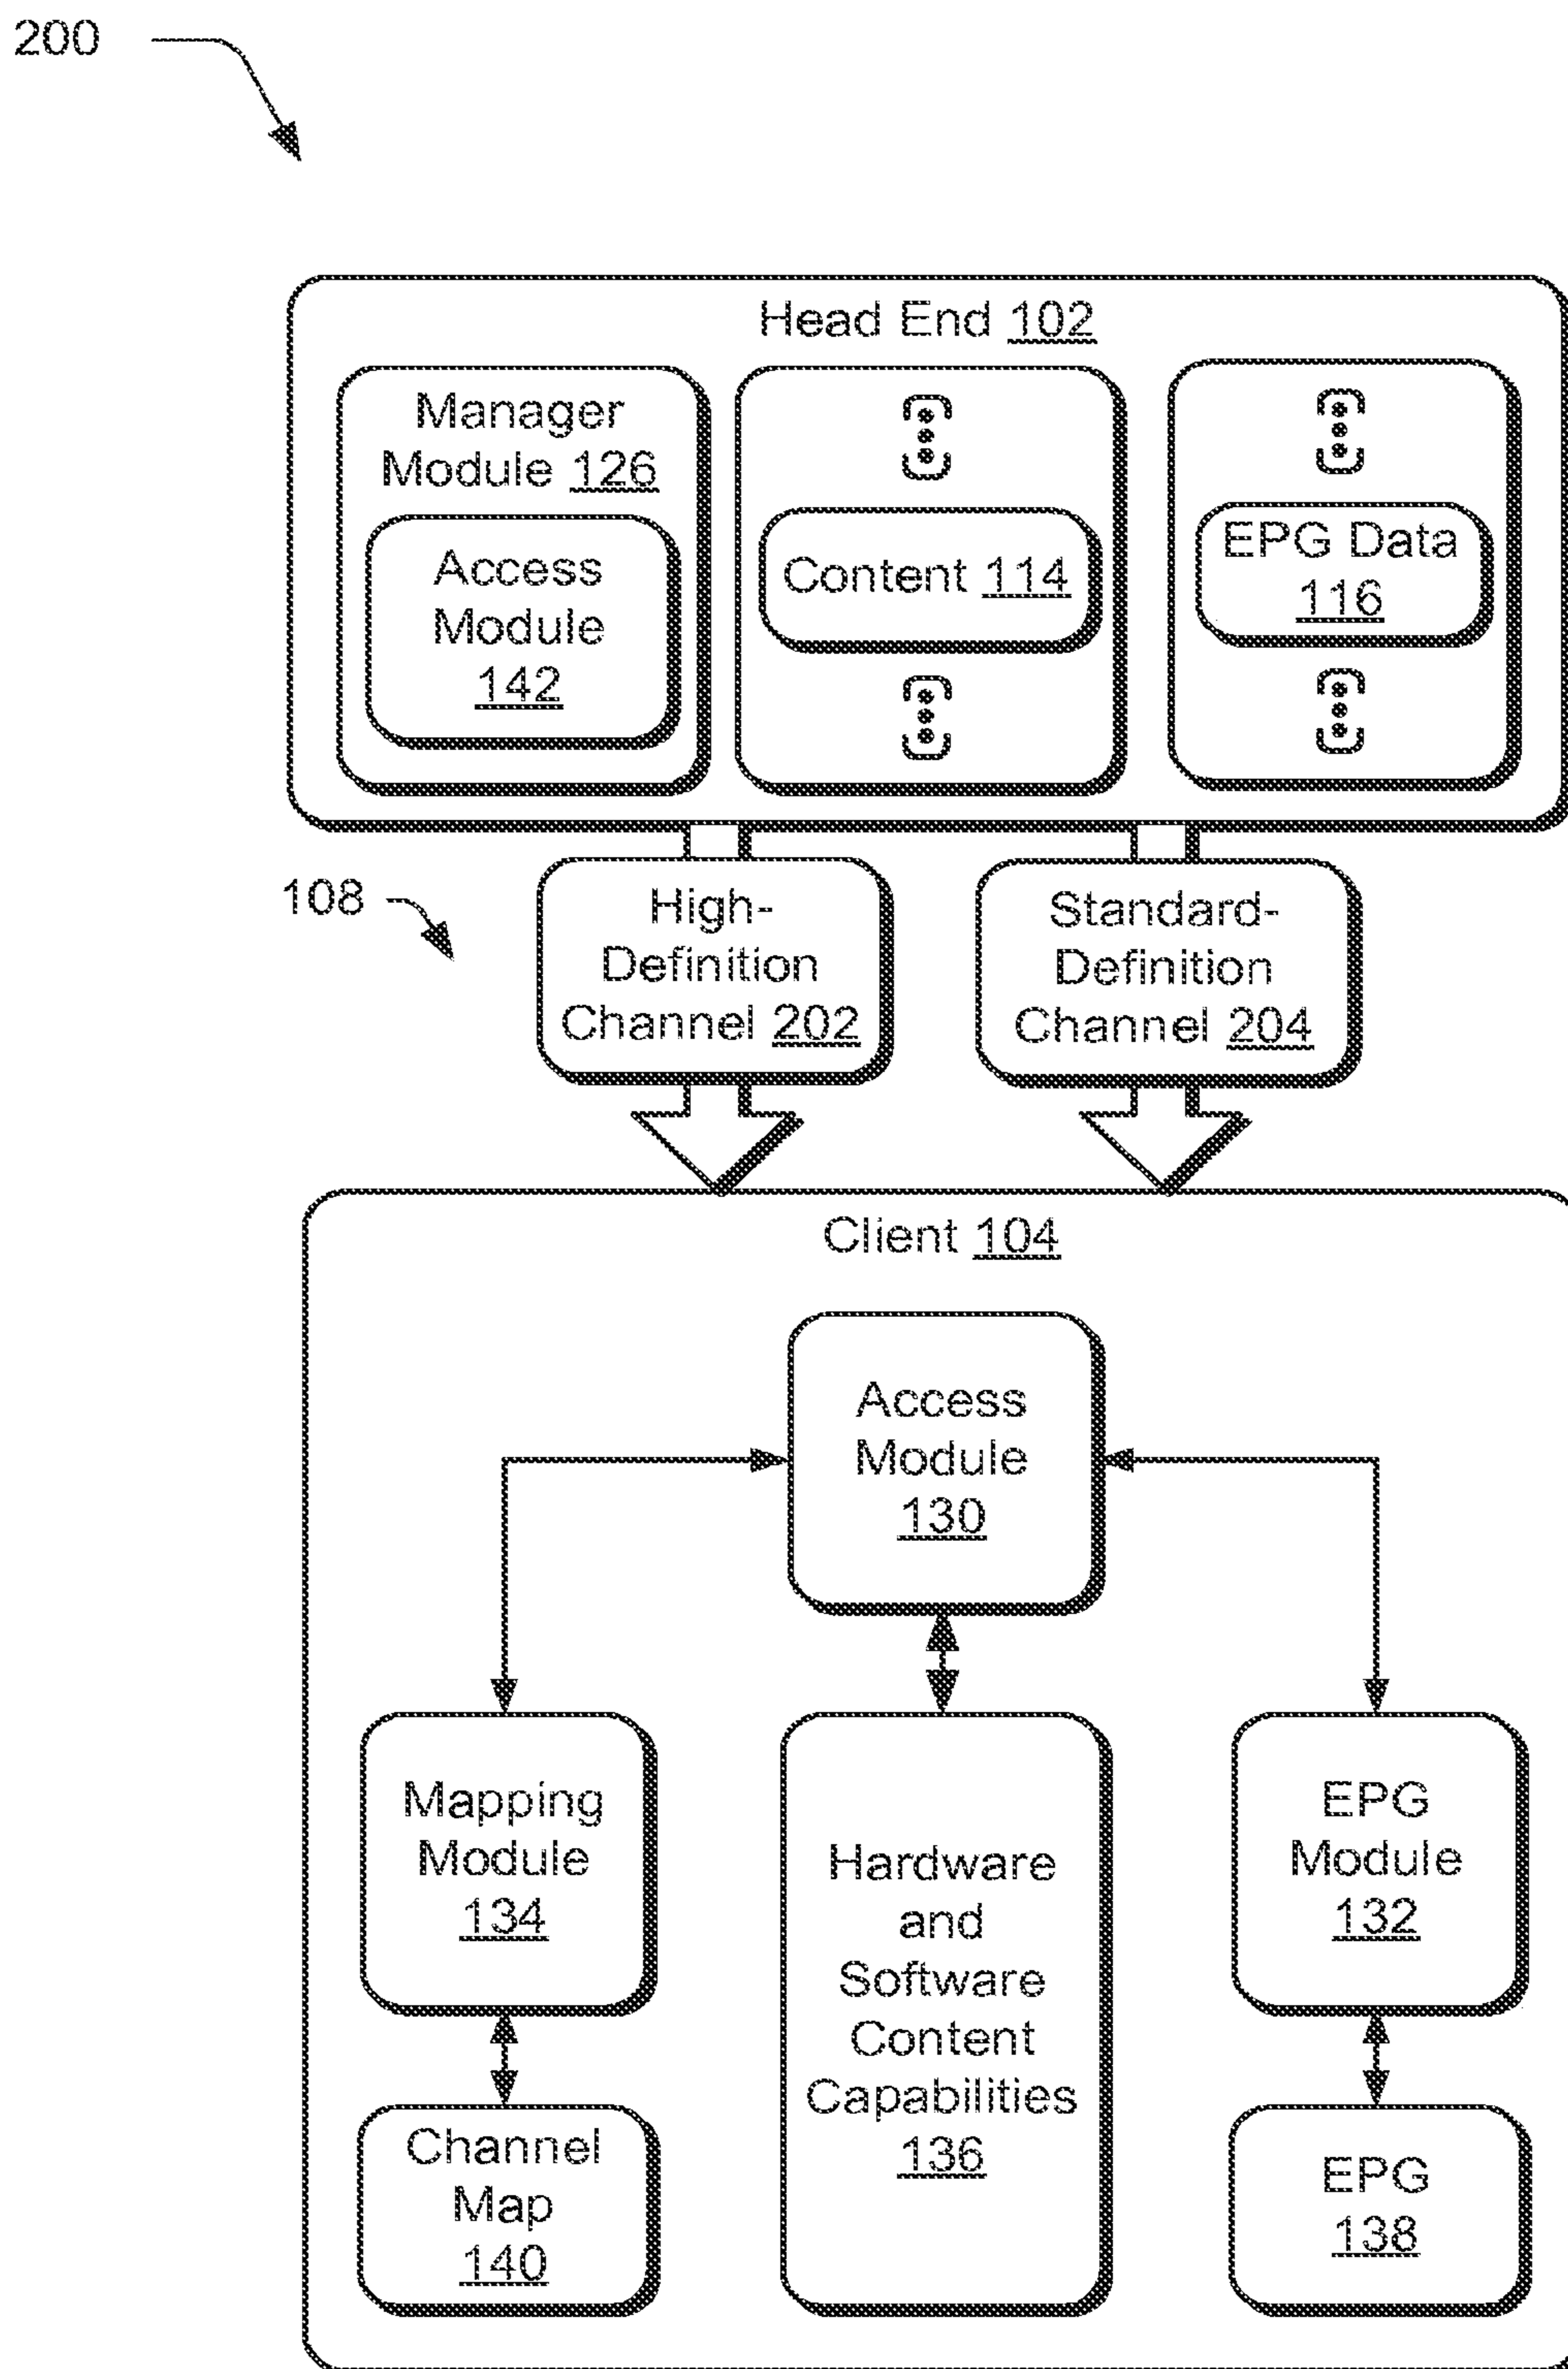 200
Head End 102
Manager
Module 126
Access
Module
142
Content 114
EPG Data
116
108
High-
Definition
Channel 202
Standard-
Definition
Channel 204
Client 104
Access
Module
130
Mapping
Module
134
Hardware
and
Software
Content
Capabilities
136
EPG
Module
132
Channel
Map
140
EPG
138